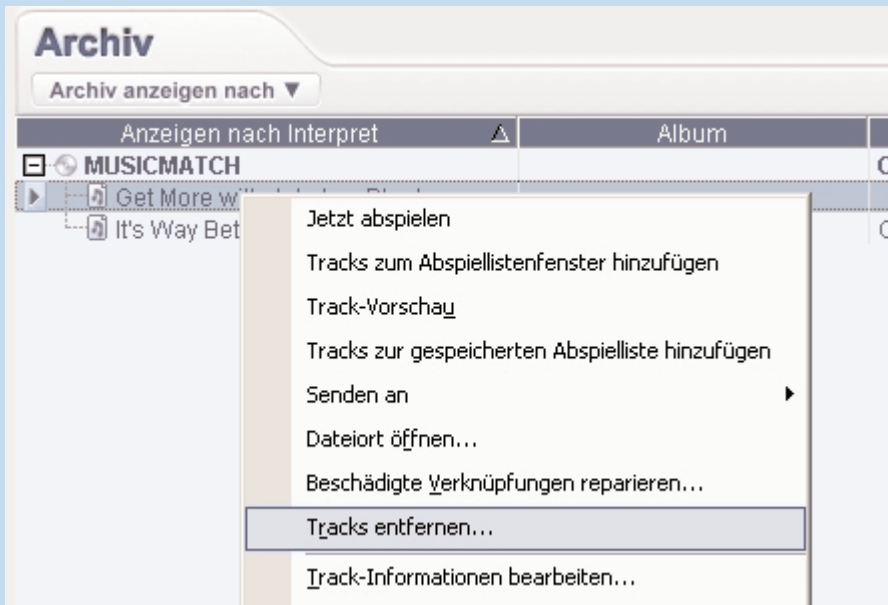 Archiv
Archiv anzeigen nach ▼
Anzeigen nach Interpret Album
MUSICMATCH
Get More
It's Way
Jetzt abspielen
Tracks zum Abspiellistenfenster hinzufügen
Track-Vorschau
Tracks zur gespeicherten Abspielliste hinzufügen
Senden an
Dateiort öffnen...
Beschädigte Verknüpfungen reparieren...
Tracks entfernen...
Track-Informationen bearbeiten...